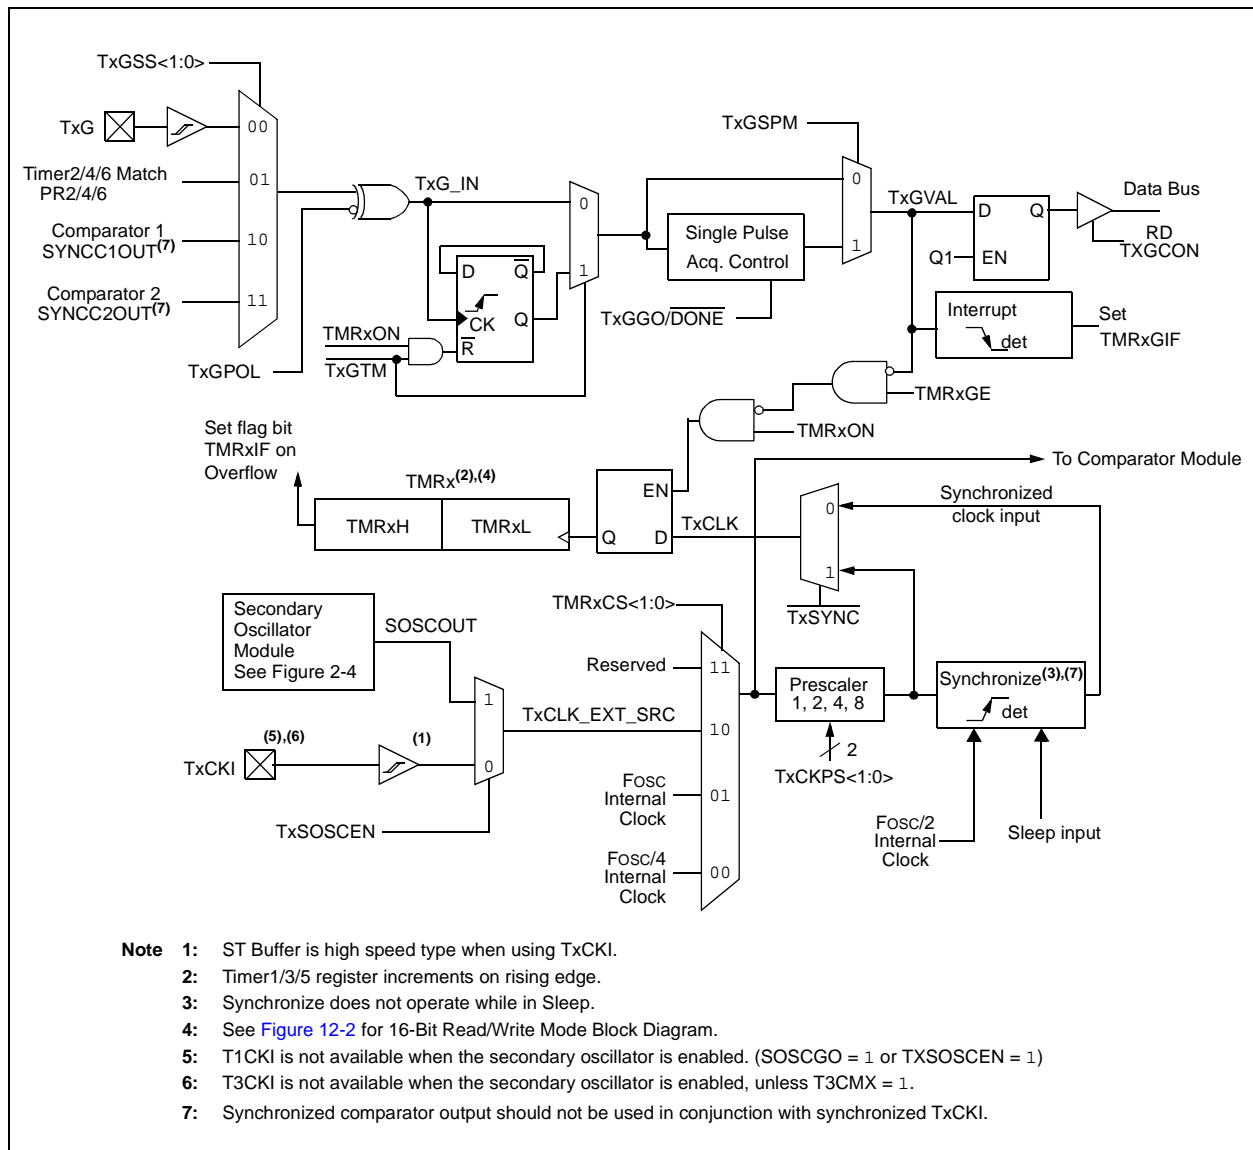 TxGSS<1:0>
TxG
00
Timer2/4/6 Match
PR2/4/6
01
Comparator 1
SYNCC1OUT(7)
10
Comparator 2
SYNCC2OUT(7)
11
TxGPOL
TxG_IN
D
Q
CK
Q
R
TMRxON
TxGTM
0
1
Single Pulse
Acq. Control
TxGGO/DONE
TxGSPM
0
1
TxGVAL
D
Q
Q1
EN
Data Bus
RD
TXGCON
Interrupt
det
Set
TMRxGIF
TMRxGE
TMRxON
To Comparator Module
Set flag bit
TMRxIF on
Overflow
TMRx(2),(4)
TMRxH
TMRxL
EN
Q
D
TxCLK
0
1
TxSYNC
Synchronized
clock input
Secondary
Oscillator
Module
See Figure 2-4
SOSCOUT
1
0
TxCLK_EXT_SRC
(5),(6)
TxCKI
(1)
TxSOSCEN
TMRxCS<1:0>
Reserved
11
10
FOSC
Internal
Clock
01
FOSC/4
Internal
Clock
00
Prescaler
1, 2, 4, 8
2
TxCKPS<1:0>
Synchronize(3),(7)
det
FOSC/2
Internal
Clock
Sleep input
Note 1: ST Buffer is high speed type when using TxCKI.
2: Timer1/3/5 register increments on rising edge.
3: Synchronize does not operate while in Sleep.
4: See Figure 12-2 for 16-Bit Read/Write Mode Block Diagram.
5: T1CKI is not available when the secondary oscillator is enabled. (SOSCGO = 1 or TXSOSCEN = 1)
6: T3CKI is not available when the secondary oscillator is enabled, unless T3CMX = 1.
7: Synchronized comparator output should not be used in conjunction with synchronized TxCKI.